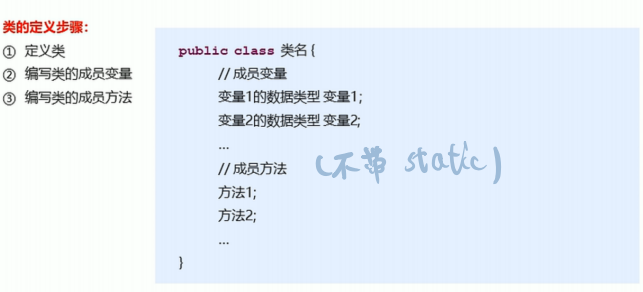 类的定义步骤：
① 定义类
② 编写类的成员变量
③ 编写类的成员方法
public class 类名 {
// 成员变量
变量1的数据类型 变量1;
变量2的数据类型 变量2;
...
// 成员方法 (不带 static)
方法1;
方法2;
...
}